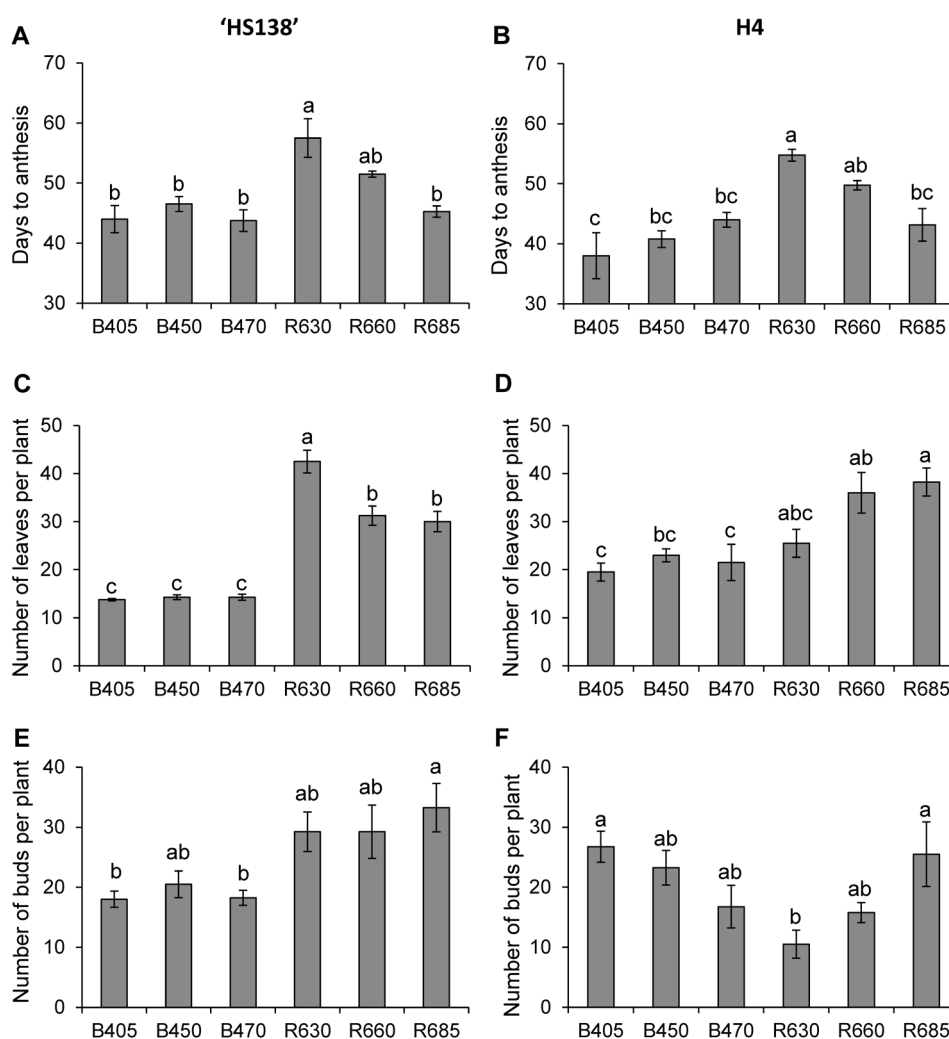 ‘HS138’
A
70
60
50
40
30
Days to anthesis
b
b
b
a
ab
b
B405 B450 B470 R630 R660 R685
H4
B
70
60
50
40
30
Days to anthesis
c
bc
bc
a
ab
bc
B405 B450 B470 R630 R660 R685
C
50
40
30
20
10
0
Number of leaves per plant
c
c
c
a
b
b
B405 B450 B470 R630 R660 R685
D
50
40
30
20
10
0
Number of leaves per plant
c
bc
c
abc
ab
a
B405 B450 B470 R630 R660 R685
E
40
30
20
10
0
Number of buds per plant
b
ab
b
ab
ab
a
B405 B450 B470 R630 R660 R685
F
40
30
20
10
0
Number of buds per plant
a
ab
ab
b
ab
a
B405 B450 B470 R630 R660 R685